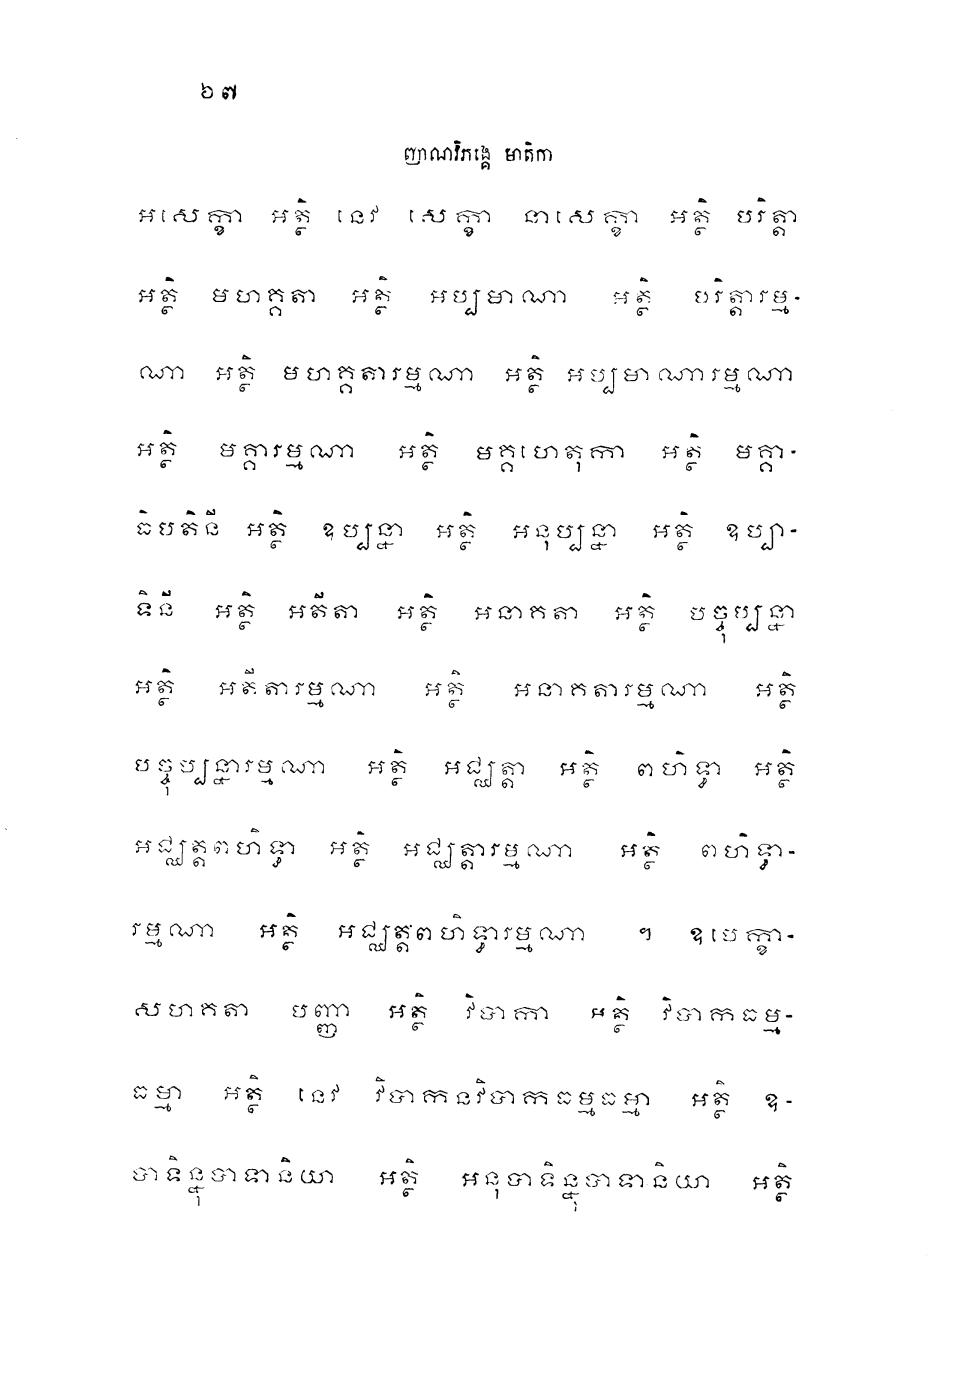 ៦៧
ញាណវិភង្គេ មាតិកា
អសេក្ខា អត្ថិ នេវ សេក្ខា នាសេក្ខា អត្ថិ បរិត្តា
អត្ថិ មហគ្គតា អត្ថិ អប្បមាណា អត្ថិ បរិត្តារម្ម-
ណា អត្ថិ មហគ្គតារម្មណា អត្ថិ អប្បមាណារម្មណា
អត្ថិ មគ្គារម្មណា អត្ថិ មគ្គហេតុកា អត្ថិ មគ្គា-
ធិបតិនី អត្ថិ ឧប្បន្នា អត្ថិ អនុប្បន្នា អត្ថិ ឧប្បា-
ទិនី អត្ថិ អតីតា អត្ថិ អនាគតា អត្ថិ បច្ចុប្បន្នា
អត្ថិ អតីតារម្មណា អត្ថិ អនាគតារម្មណា អត្ថិ
បច្ចុប្បន្នារម្មណា អត្ថិ អជ្ឈត្តា អត្ថិ ពហិទ្ធា អត្ថិ
អជ្ឈត្តពហិទ្ធា អត្ថិ អជ្ឈត្តារម្មណា អត្ថិ ពហិទ្ធា-
រម្មណា អត្ថិ អជ្ឈត្តពហិទ្ធារម្មណា ។ ឧបេក្ខា-
សហគតា បញ្ញា អត្ថិ វិបាកា អត្ថិ វិបាកធម្ម-
ធម្មា អត្ថិ នេវ វិបាកនវិបាកធម្មធម្មា អត្ថិ ឧ-
បាទិន្នុបាទានិយា អត្ថិ អនុបាទិន្នុបាទានិយា អត្ថិ